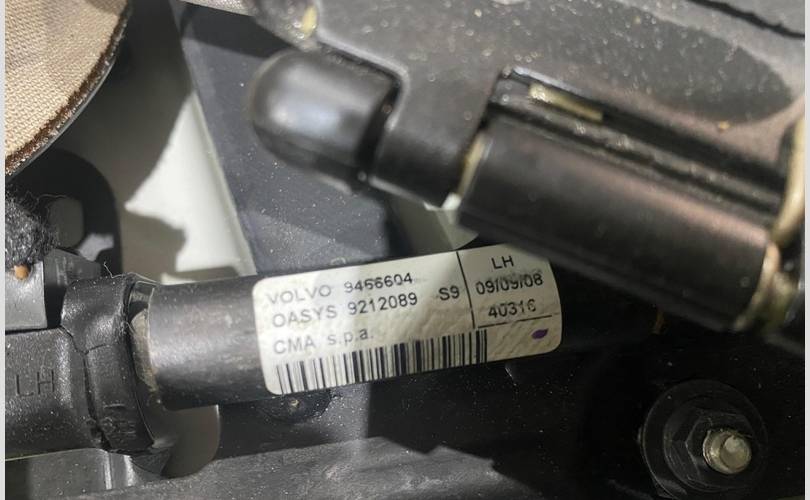 VOLVO 9466604
OASYS 9212089 S9
CMA s.p.a.
LH
09/09/08
40316
LH